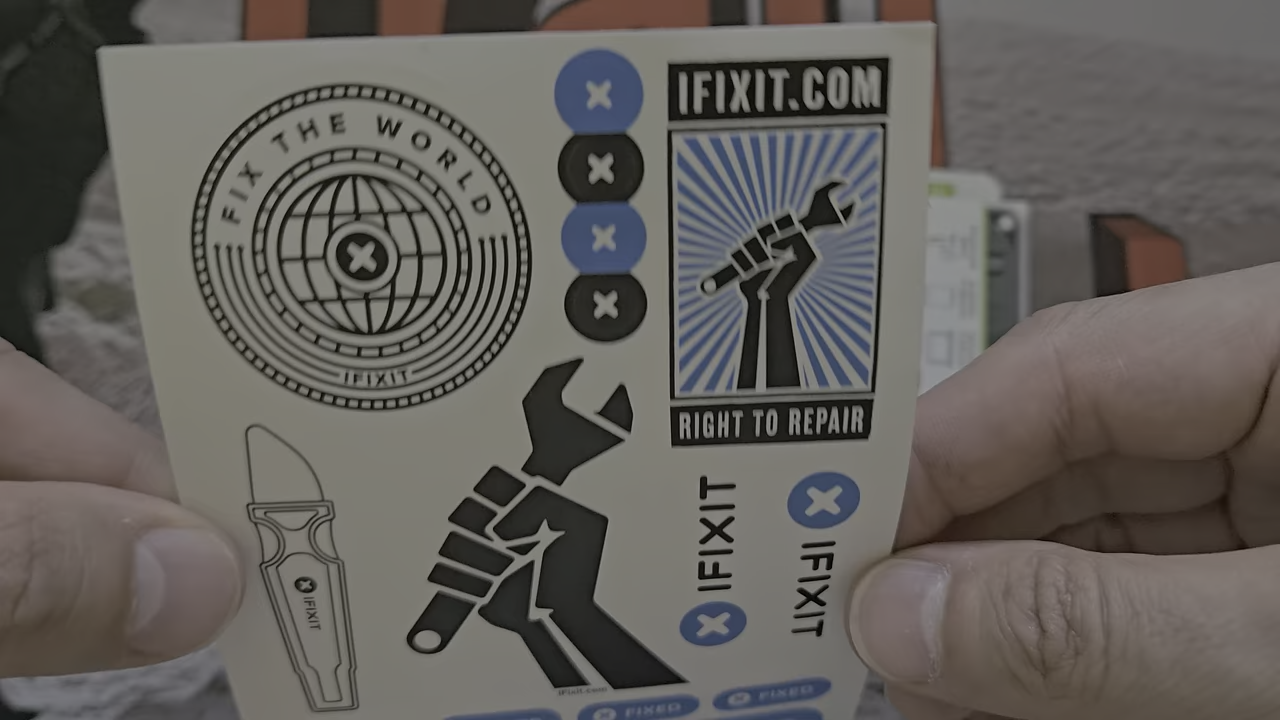 FIX THE WORLD
IFIXIT
IFIXIT.COM
RIGHT TO REPAIR
IFIXIT
IFIXIT
IFIXIT
iFixit.com
FIXED
FIXED